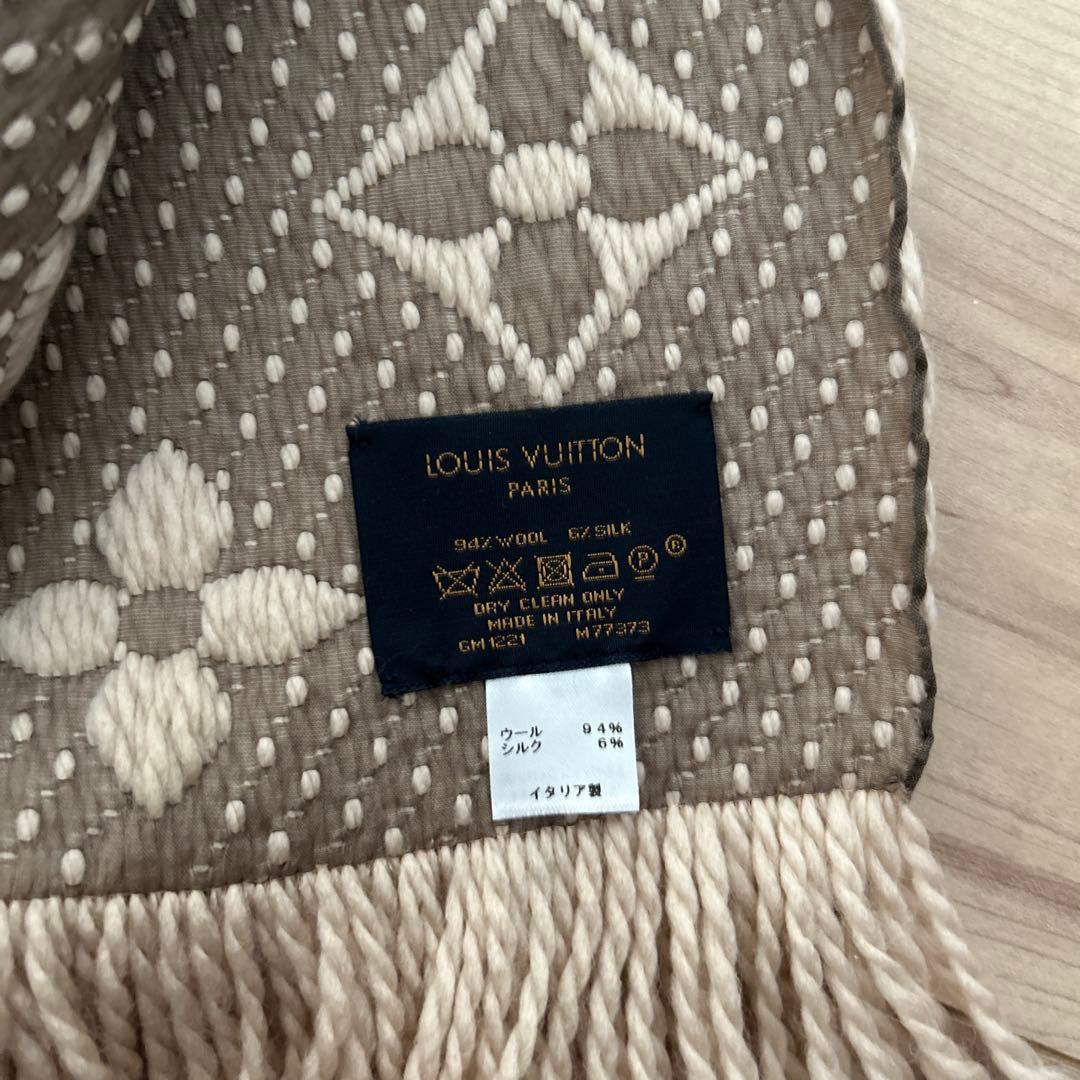 LOUIS VUITTON
PARIS
94% WOOL 6% SILK
P ®
DRY CLEAN ONLY
MADE IN ITALY
GM1221 M77373
ウール 94%
シルク 6%
イタリア製